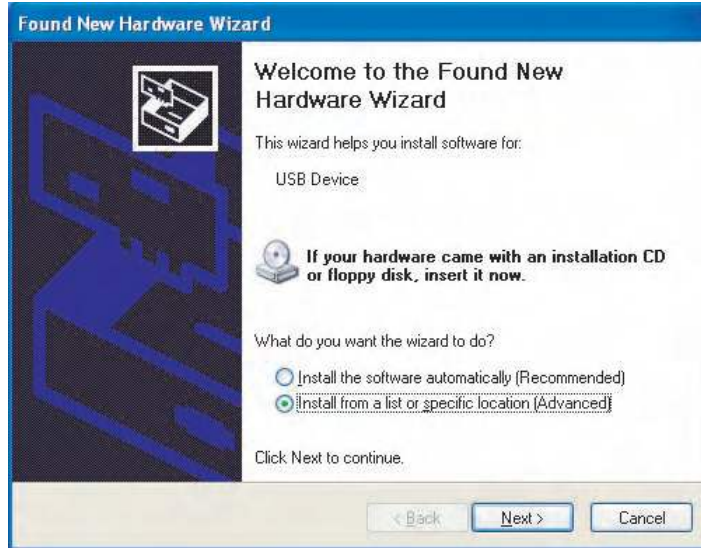 Found New Hardware Wizard
Welcome to the Found New
Hardware Wizard
This wizard helps you install software for:
USB Device
If your hardware came with an installation CD
or floppy disk, insert it now.
What do you want the wizard to do?
Install the software automatically (Recommended)
Install from a list or specific location (Advanced)
Click Next to continue.
< Back
Next >
Cancel